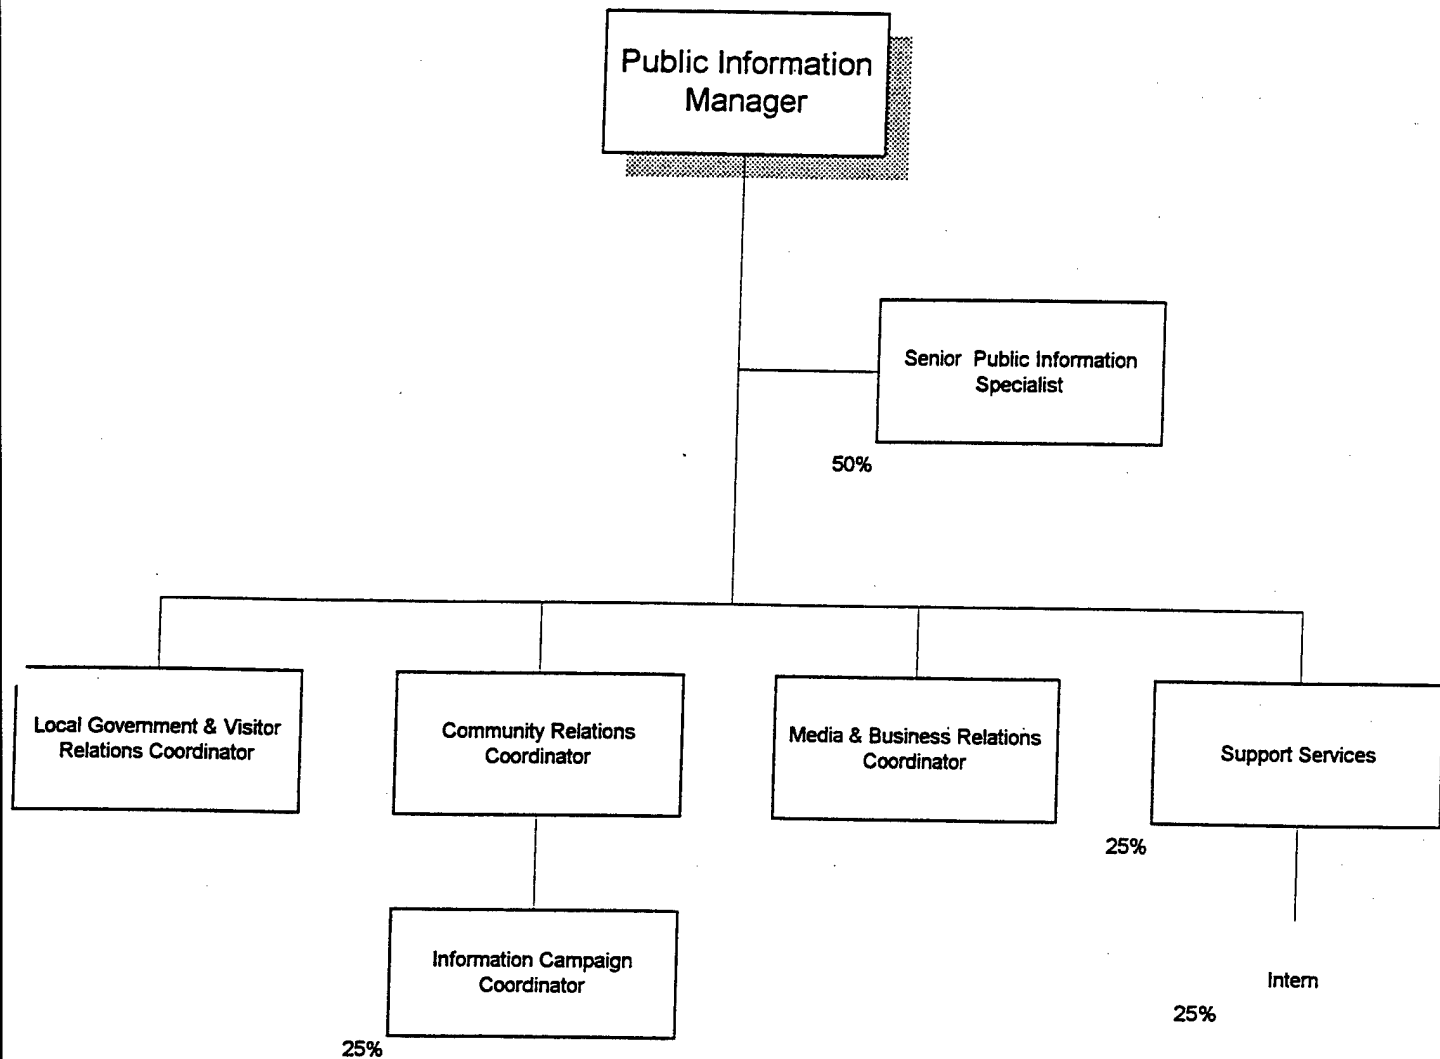 Public Information
Manager
Senior Public Information
Specialist
50%
Local Government & Visitor
Relations Coordinator
Community Relations
Coordinator
Media & Business Relations
Coordinator
Support Services
25%
Information Campaign
Coordinator
25%
Intern
25%